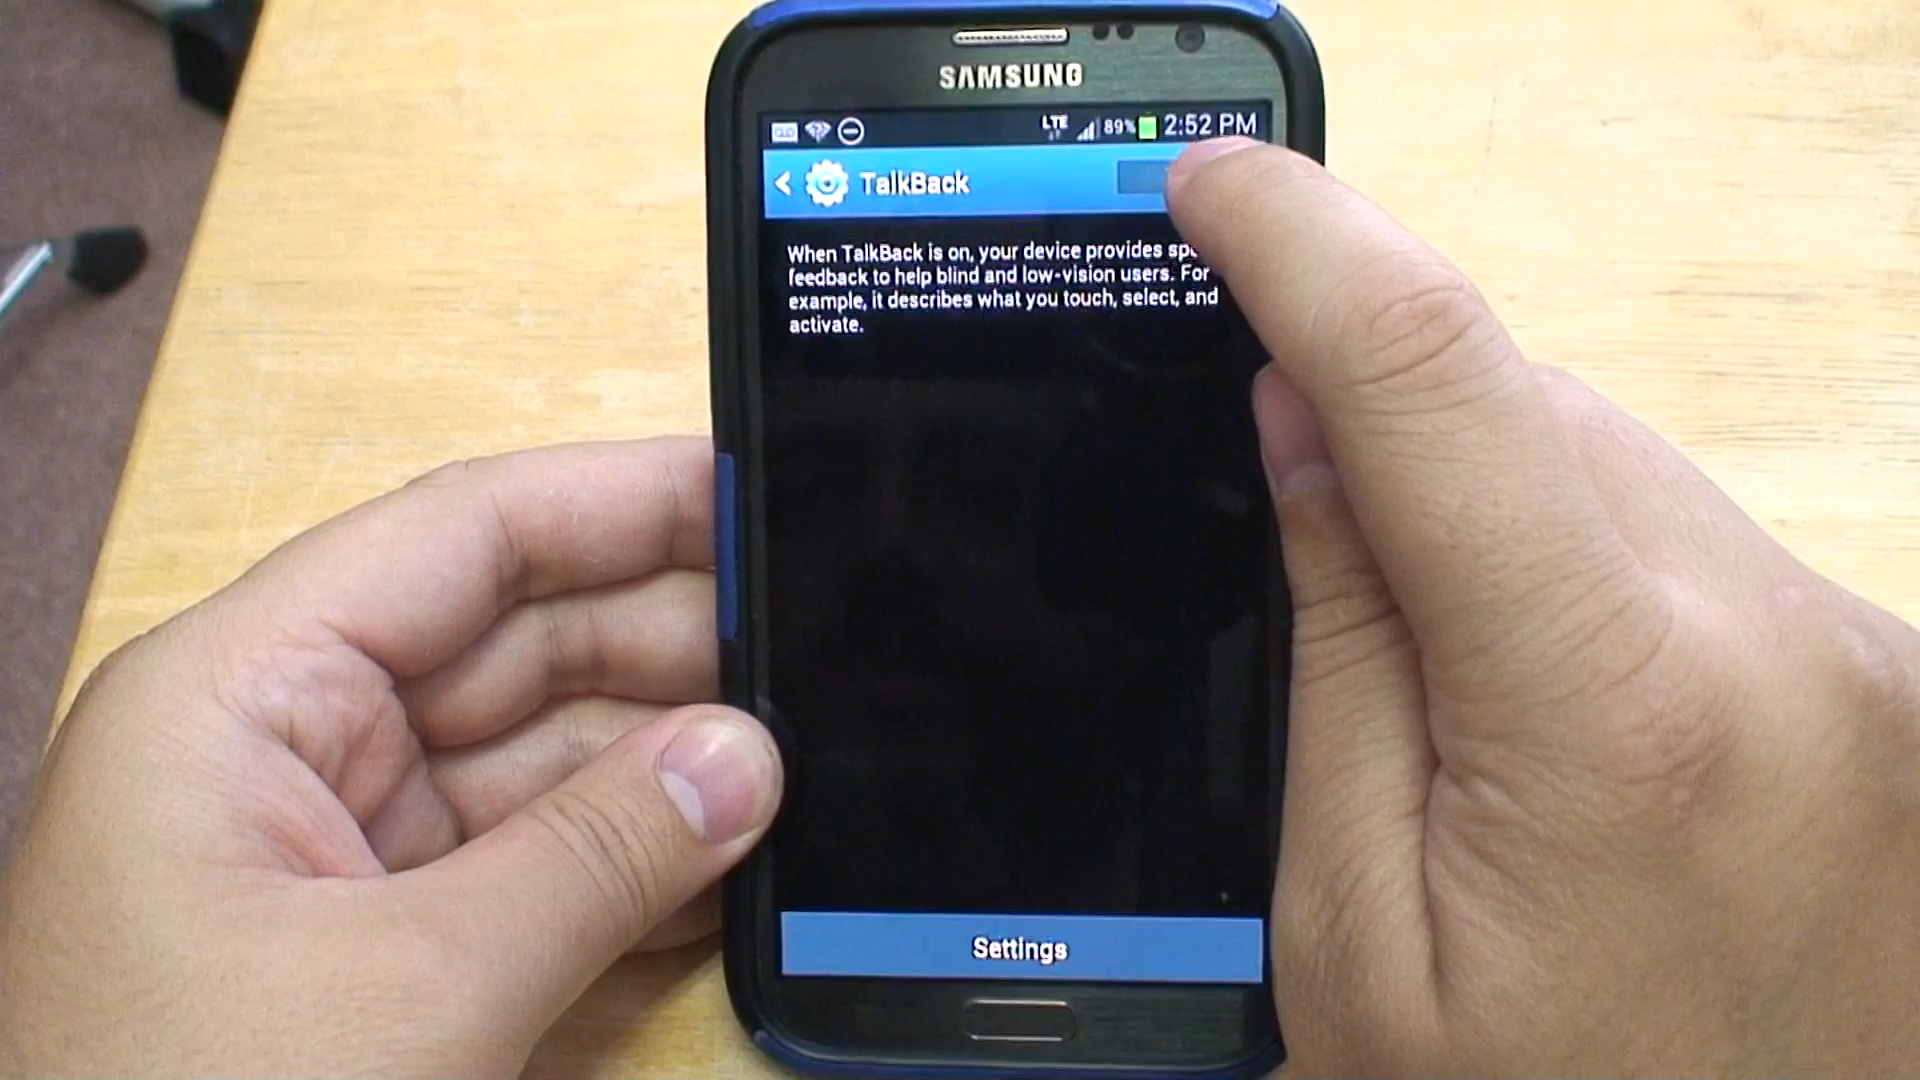 SAMSUNG
LTE 89% 2:52 PM
TalkBack
When TalkBack is on, your device provides
feedback to help blind and low-vision users. For
example, it describes what you touch, select, and
activate.
Settings